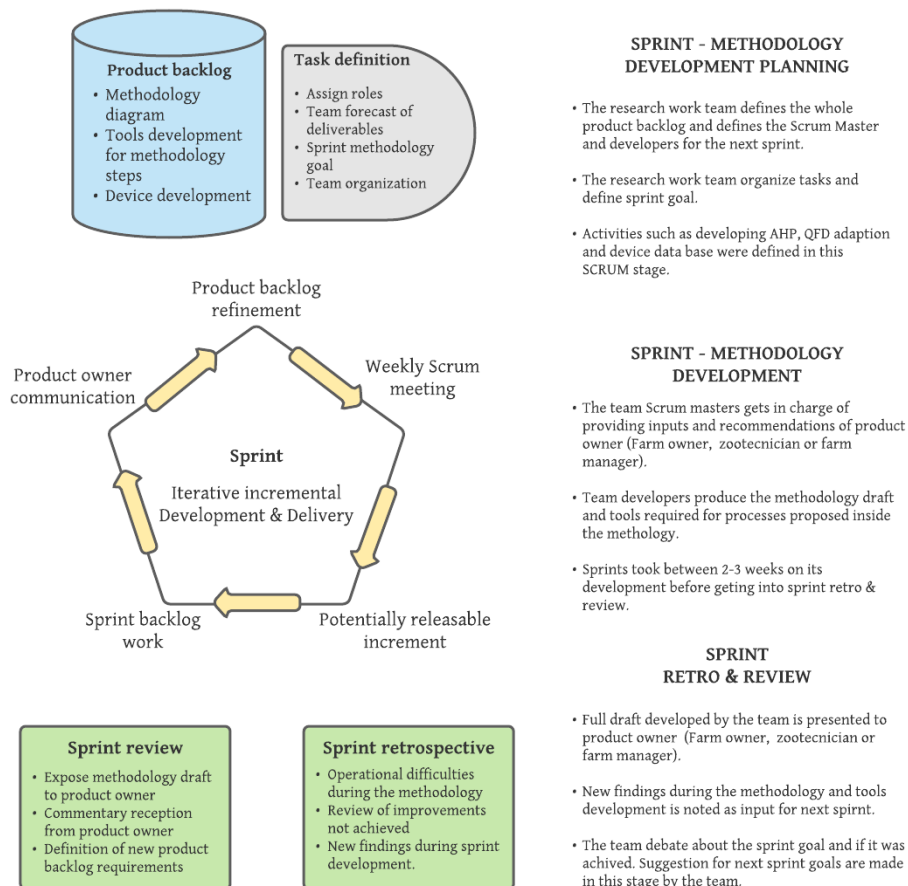 Product backlog
• Methodology
diagram
• Tools development
for methodology
steps
• Device development
Task definition
• Assign roles
• Team forecast of
deliverables
• Sprint methodology
goal
• Team organization
SPRINT - METHODOLOGY
DEVELOPMENT PLANNING
• The research work team defines the whole
product backlog and defines the Scrum Master
and developers for the next sprint.
• The research work team organize tasks and
define sprint goal.
• Activities such as developing AHP, QFD adaption
and device data base were defined in this
SCRUM stage.
Product backlog
refinement
Weekly Scrum
meeting
Product owner
communication
Sprint
Iterative incremental
Development & Delivery
Sprint backlog
work
Potentially releasable
increment
SPRINT - METHODOLOGY
DEVELOPMENT
• The team Scrum masters gets in charge of
providing inputs and recommendations of product
owner (Farm owner, zootecnician or farm
manager).
• Team developers produce the methodology draft
and tools required for processes proposed inside
the methology.
• Sprints took between 2-3 weeks on its
development before geting into sprint retro &
review.
Sprint review
• Expose methodology draft
to product owner
• Commentary reception
from product owner
• Definition of new product
backlog requirements
Sprint retrospective
• Operational difficulties
during the methodology
• Review of improvements
not achieved
• New findings during sprint
development.
SPRINT
RETRO & REVIEW
• Full draft developed by the team is presented to
product owner (Farm owner, zootecnician or
farm manager).
• New findings during the methodology and tools
development is noted as input for next spirnt.
• The team debate about the sprint goal and if it was
achived. Suggestion for next sprint goals are made
in this stage by the team.